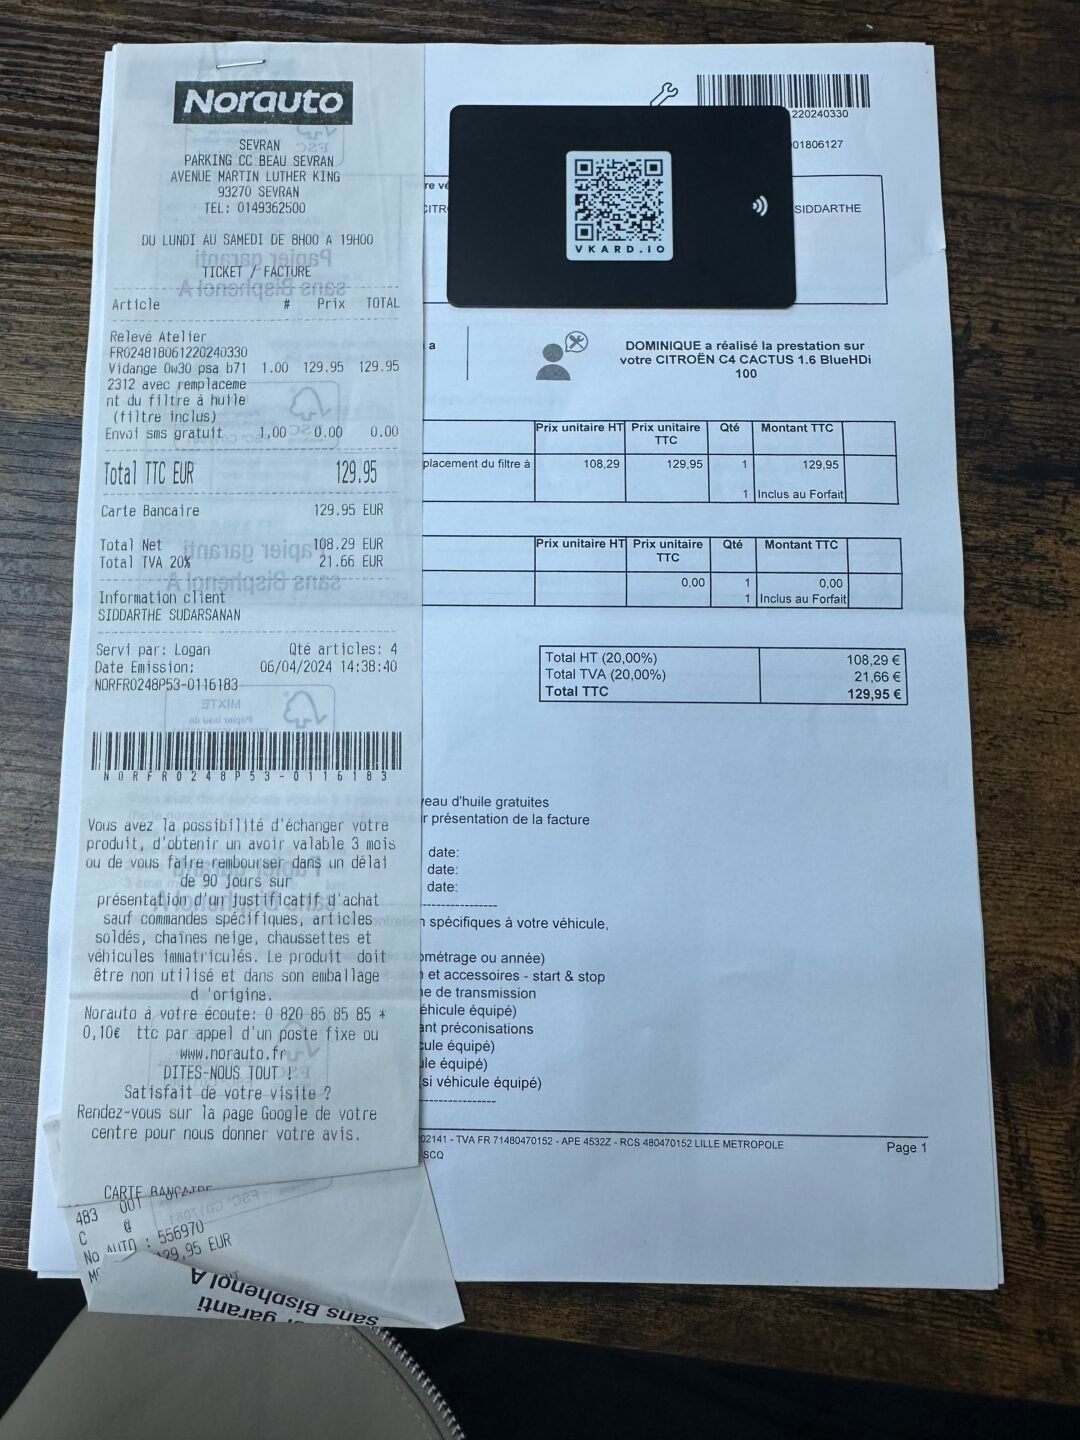 Norauto
SEVRAN
PARKING CC BEAU SEVRAN
AVENUE MARTIN LUTHER KING
93270 SEVRAN
TEL: 0149362500
DU LUNDI AU SAMEDI DE 8H00 A 19H00
TICKET / FACTURE
Article # Prix TOTAL
Relevé Atelier
FR024818061220240330
Vidange 0w30 psa b71 1.00 129.95 129.95
2312 avec remplaceme
nt du filtre à huile
(filtre inclus)
Envoi sms gratuit 1,00 0.00 0.00
Total TTC EUR 129.95
Carte Bancaire 129.95 EUR
Total Net 108.29 EUR
Total TVA 20% 21.66 EUR
Information client
SIDDARTHE SUDARSANAN
Servi par: Logan Qté articles: 4
Date Emission: 06/04/2024 14:38:40
NORFR0248P53-0116183
NORFR0248P53-0116183
Vous avez la possibilité d'échanger votre
produit, d'obtenir un avoir valable 3 mois
ou de vous faire rembourser dans un délai
de 90 jours sur
présentation d'un justificatif d'achat
sauf commandes spécifiques, articles
soldés, chaînes neige, chaussettes et
véhicules immatriculés. Le produit doit
être non utilisé et dans son emballage
d 'origine.
Norauto à votre écoute: 0 820 85 85 85 *
0,10€ ttc par appel d'un poste fixe ou
www.norauto.fr
DITES-NOUS TOUT !
Satisfait de votre visite ?
Rendez-vous sur la page Google de votre
centre pour nous donner votre avis.
CARTE BANCAIRE
483 001
C @
No AUTO : 556970
29,95 EUR
sans Bisphenol A
garanti
220240330
01806127
re vé
CITR
SIDDARTHE
VKARD.IO
a
DOMINIQUE a réalisé la prestation sur
votre CITROËN C4 CACTUS 1.6 BlueHDi
100
Prix unitaire HT Prix unitaire TTC Qté Montant TTC
placement du filtre à 108,29 129,95 1 129,95
1 Inclus au Forfait
Prix unitaire HT Prix unitaire TTC Qté Montant TTC
0,00 1 0,00
1 Inclus au Forfait
Total HT (20,00%) 108,29 €
Total TVA (20,00%) 21,66 €
Total TTC 129,95 €
veau d'huile gratuites
r présentation de la facture
date:
date:
date:
n spécifiques à votre véhicule,
ométrage ou année)
n et accessoires - start & stop
ne de transmission
éhicule équipé)
ant préconisations
cule équipé)
ule équipé)
si véhicule équipé)
02141 - TVA FR 71480470152 - APE 4532Z - RCS 480470152 LILLE METROPOLE
SCQ
Page 1